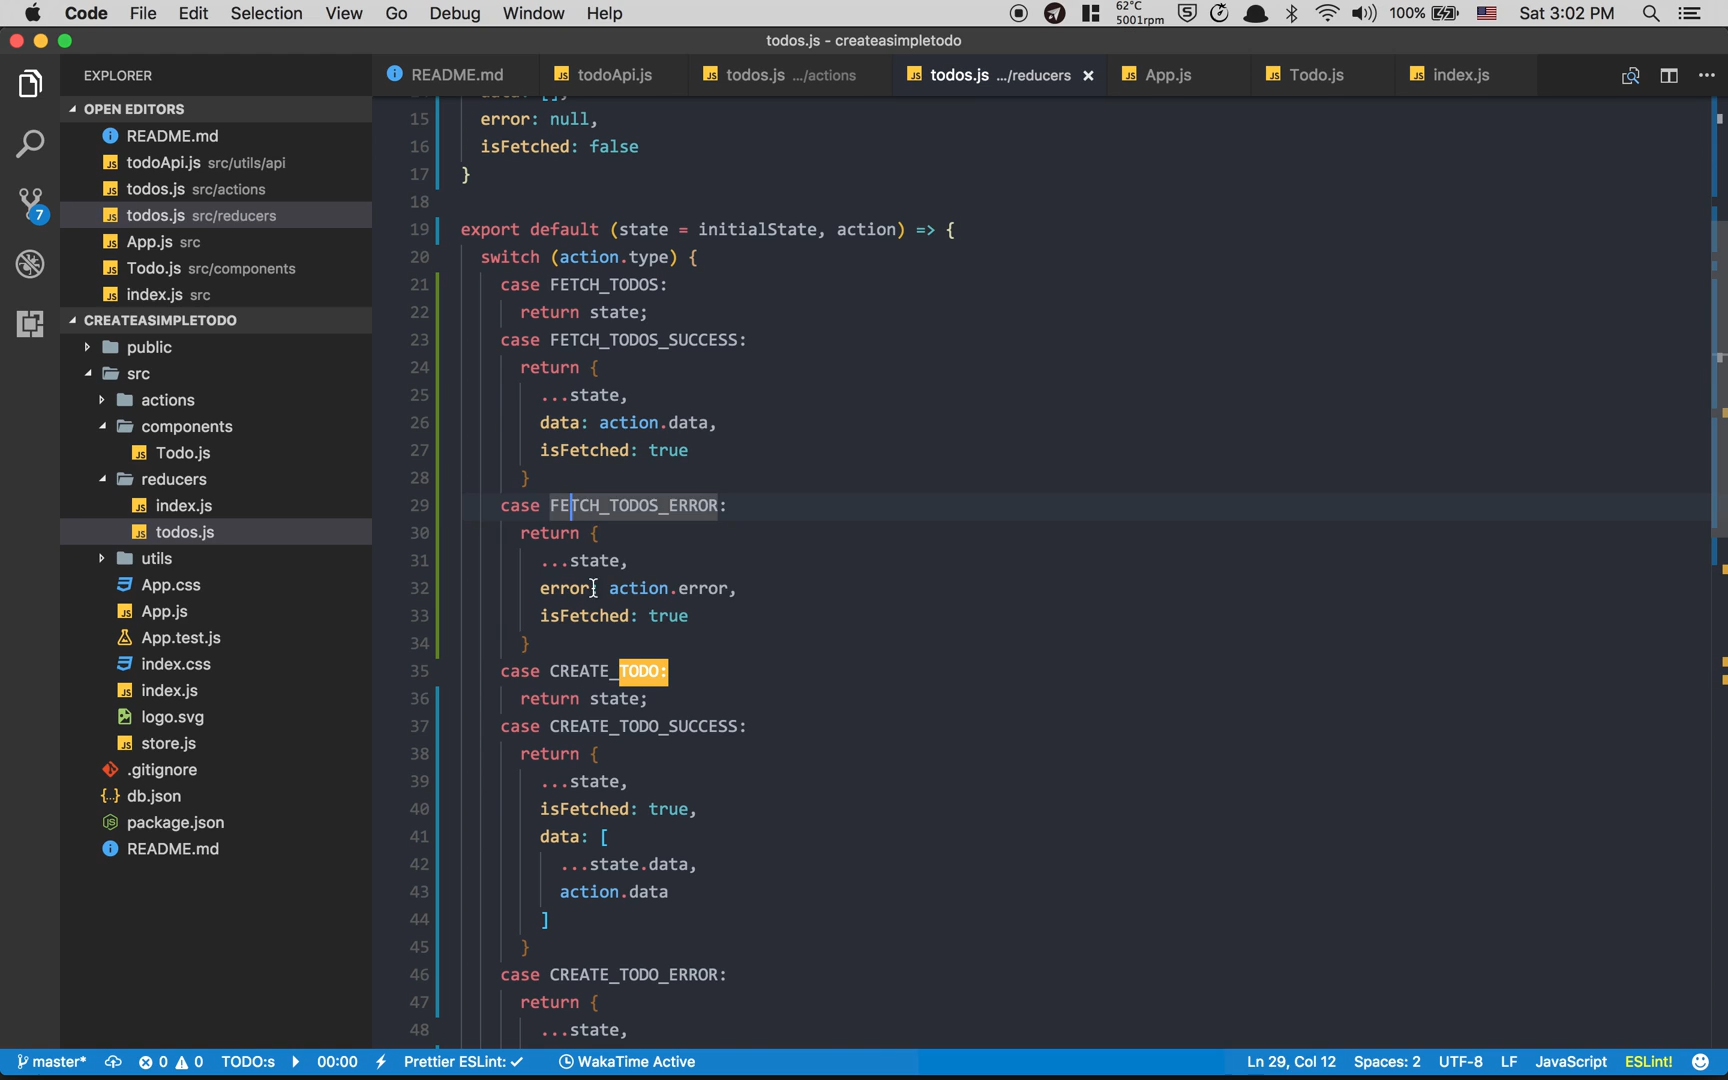 Code File Edit Selection View Go Debug Window Help 62°C 5001rpm 100% Sat 3:02 PM
todos.js - createasimpletodo
EXPLORER
OPEN EDITORS
README.md
todoApi.js src/utils/api
todos.js src/actions
todos.js src/reducers
App.js src
Todo.js src/components
index.js src
CREATEASIMPLETODO
public
src
actions
components
Todo.js
reducers
index.js
todos.js
utils
App.css
App.js
App.test.js
index.css
index.js
logo.svg
store.js
.gitignore
db.json
package.json
README.md
7
README.md todoApi.js todos.js .../actions todos.js .../reducers App.js Todo.js index.js
15 error: null,
16 isFetched: false
17 }
18
19 export default (state = initialState, action) => {
20 switch (action.type) {
21 case FETCH_TODOS:
22 return state;
23 case FETCH_TODOS_SUCCESS:
24 return {
25 ...state,
26 data: action.data,
27 isFetched: true
28 }
29 case FETCH_TODOS_ERROR:
30 return {
31 ...state,
32 error: action.error,
33 isFetched: true
34 }
35 case CREATE_TODO:
36 return state;
37 case CREATE_TODO_SUCCESS:
38 return {
39 ...state,
40 isFetched: true,
41 data: [
42 ...state.data,
43 action.data
44 ]
45 }
46 case CREATE_TODO_ERROR:
47 return {
48 ...state,
master* 0 0 TODO:s 00:00 Prettier ESLint: ✓ WakaTime Active Ln 29, Col 12 Spaces: 2 UTF-8 LF JavaScript ESLint!